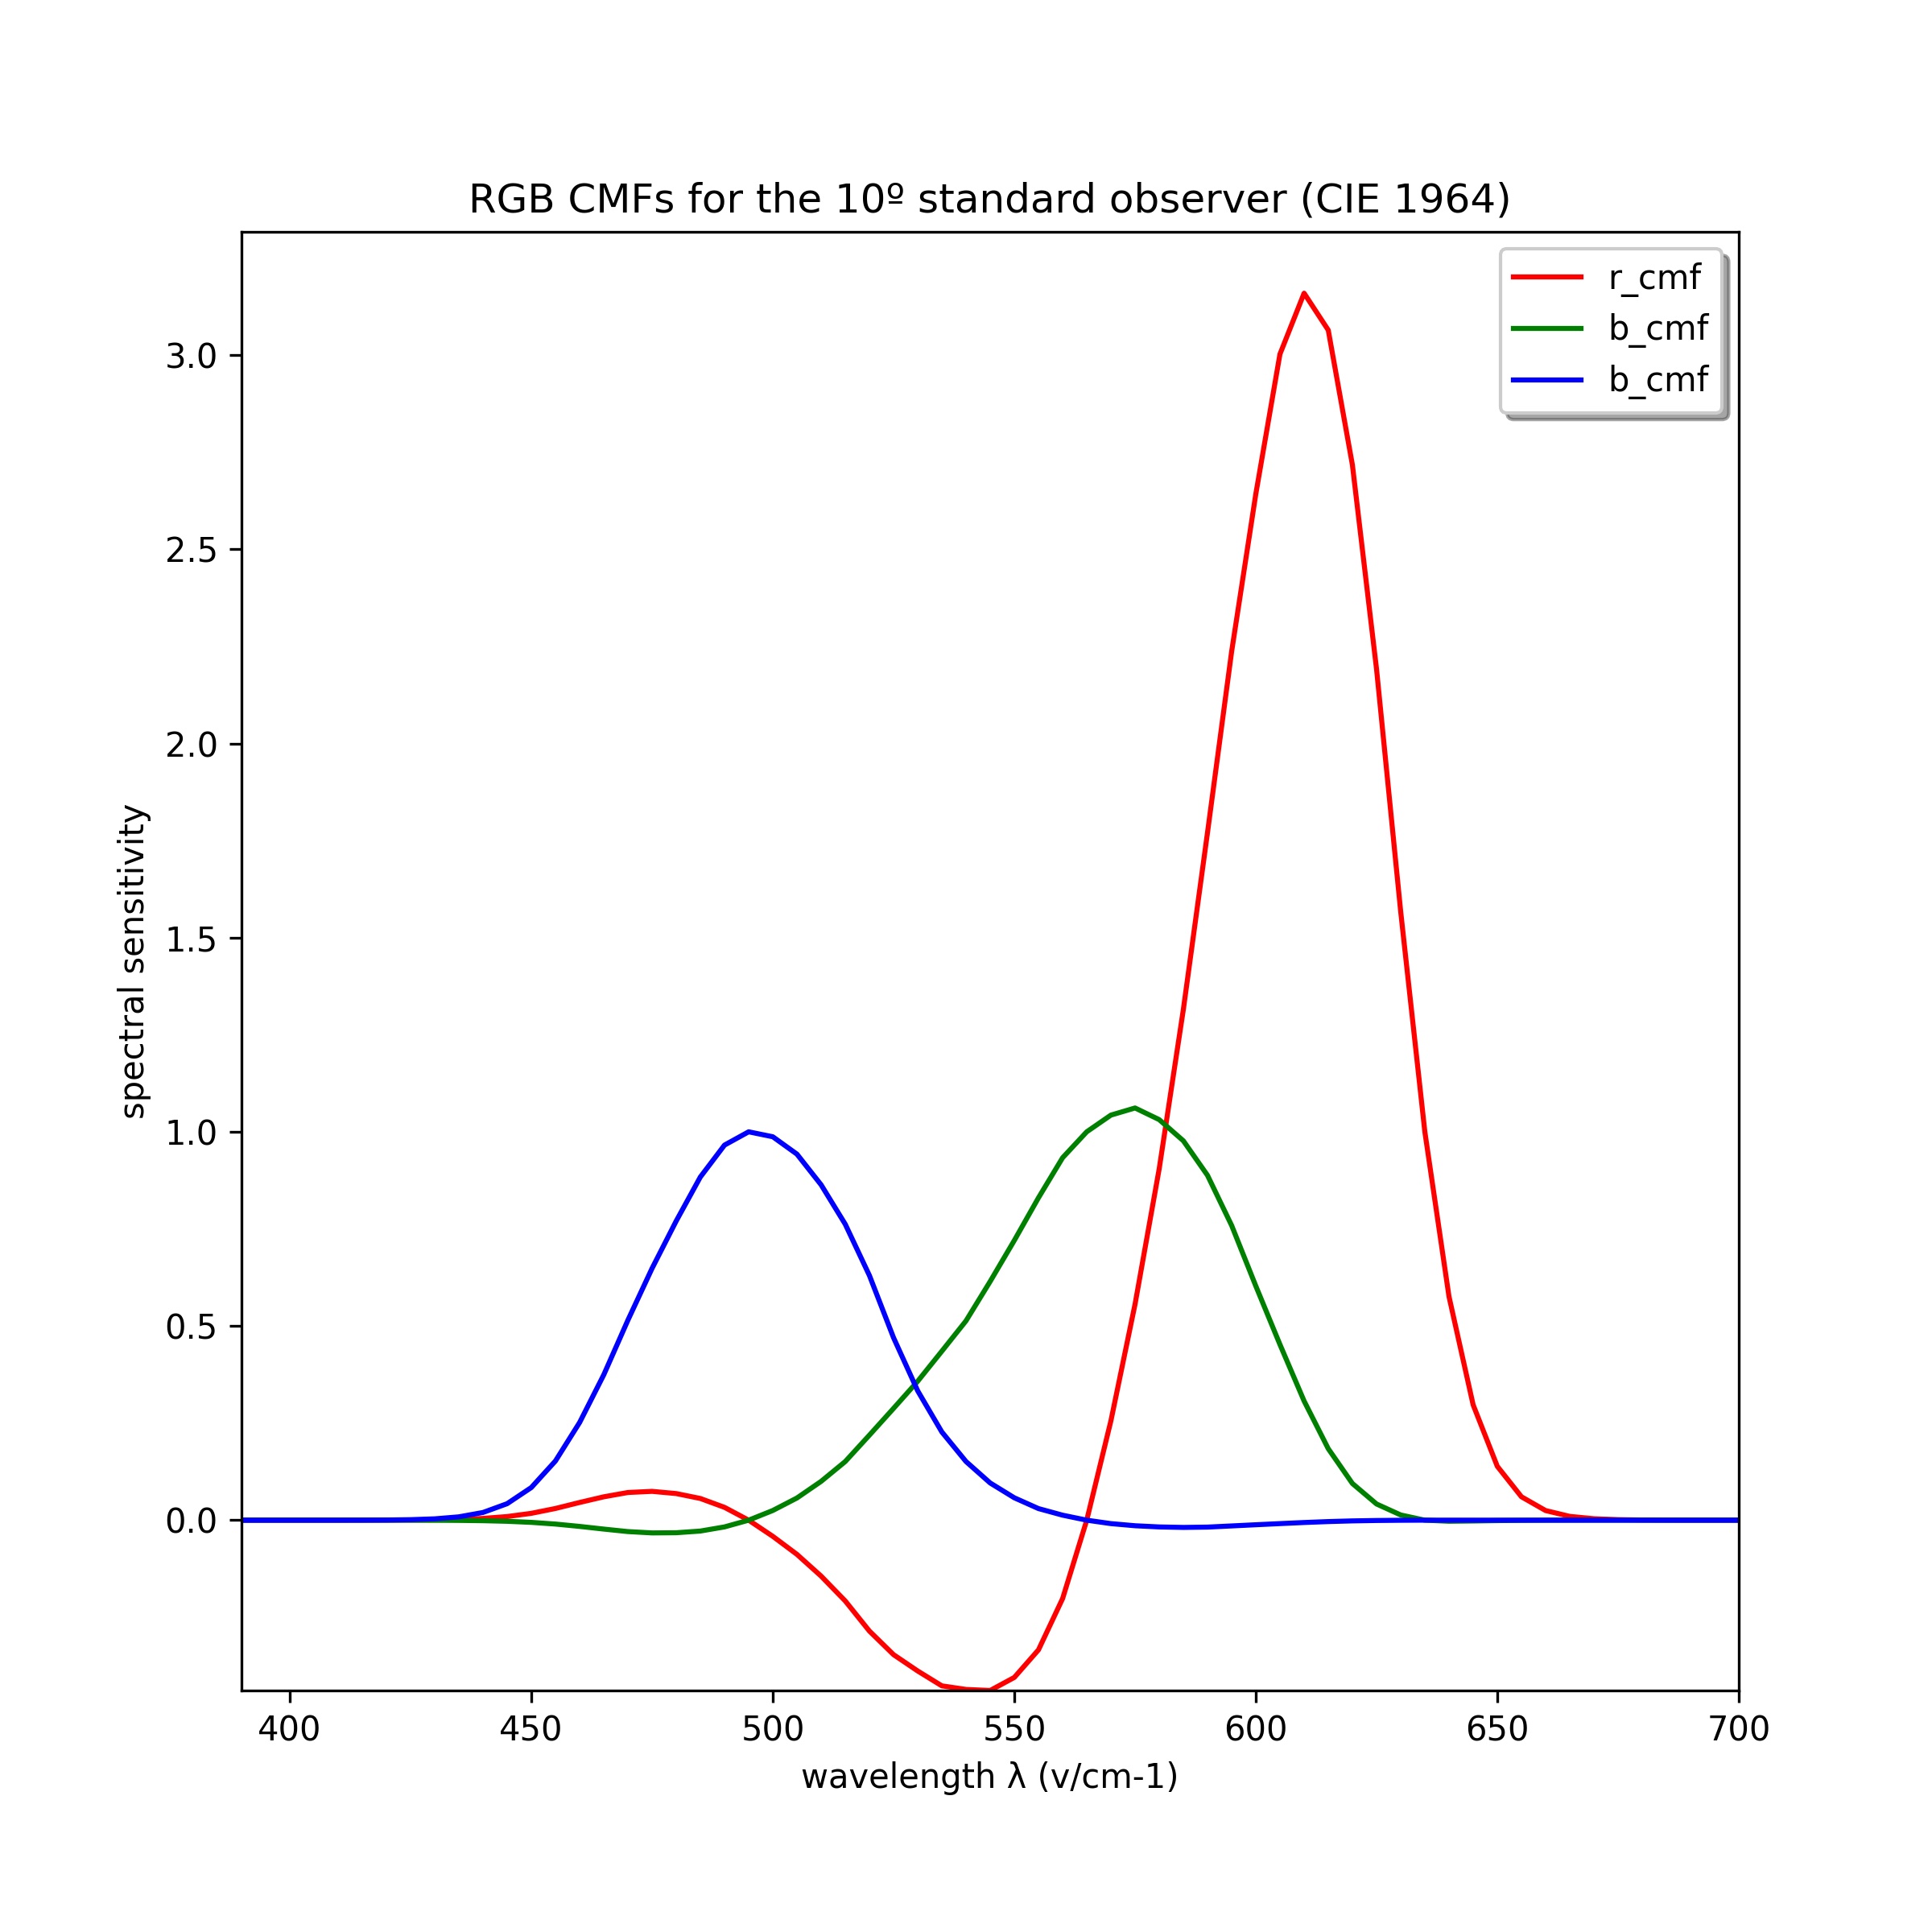 RGB CMFs for the 10º standard observer (CIE 1964)
r_cmf
b_cmf
b_cmf
3.0
2.5
2.0
1.5
1.0
0.5
0.0
spectral sensitivity
400 450 500 550 600 650 700
wavelength λ (v/cm-1)